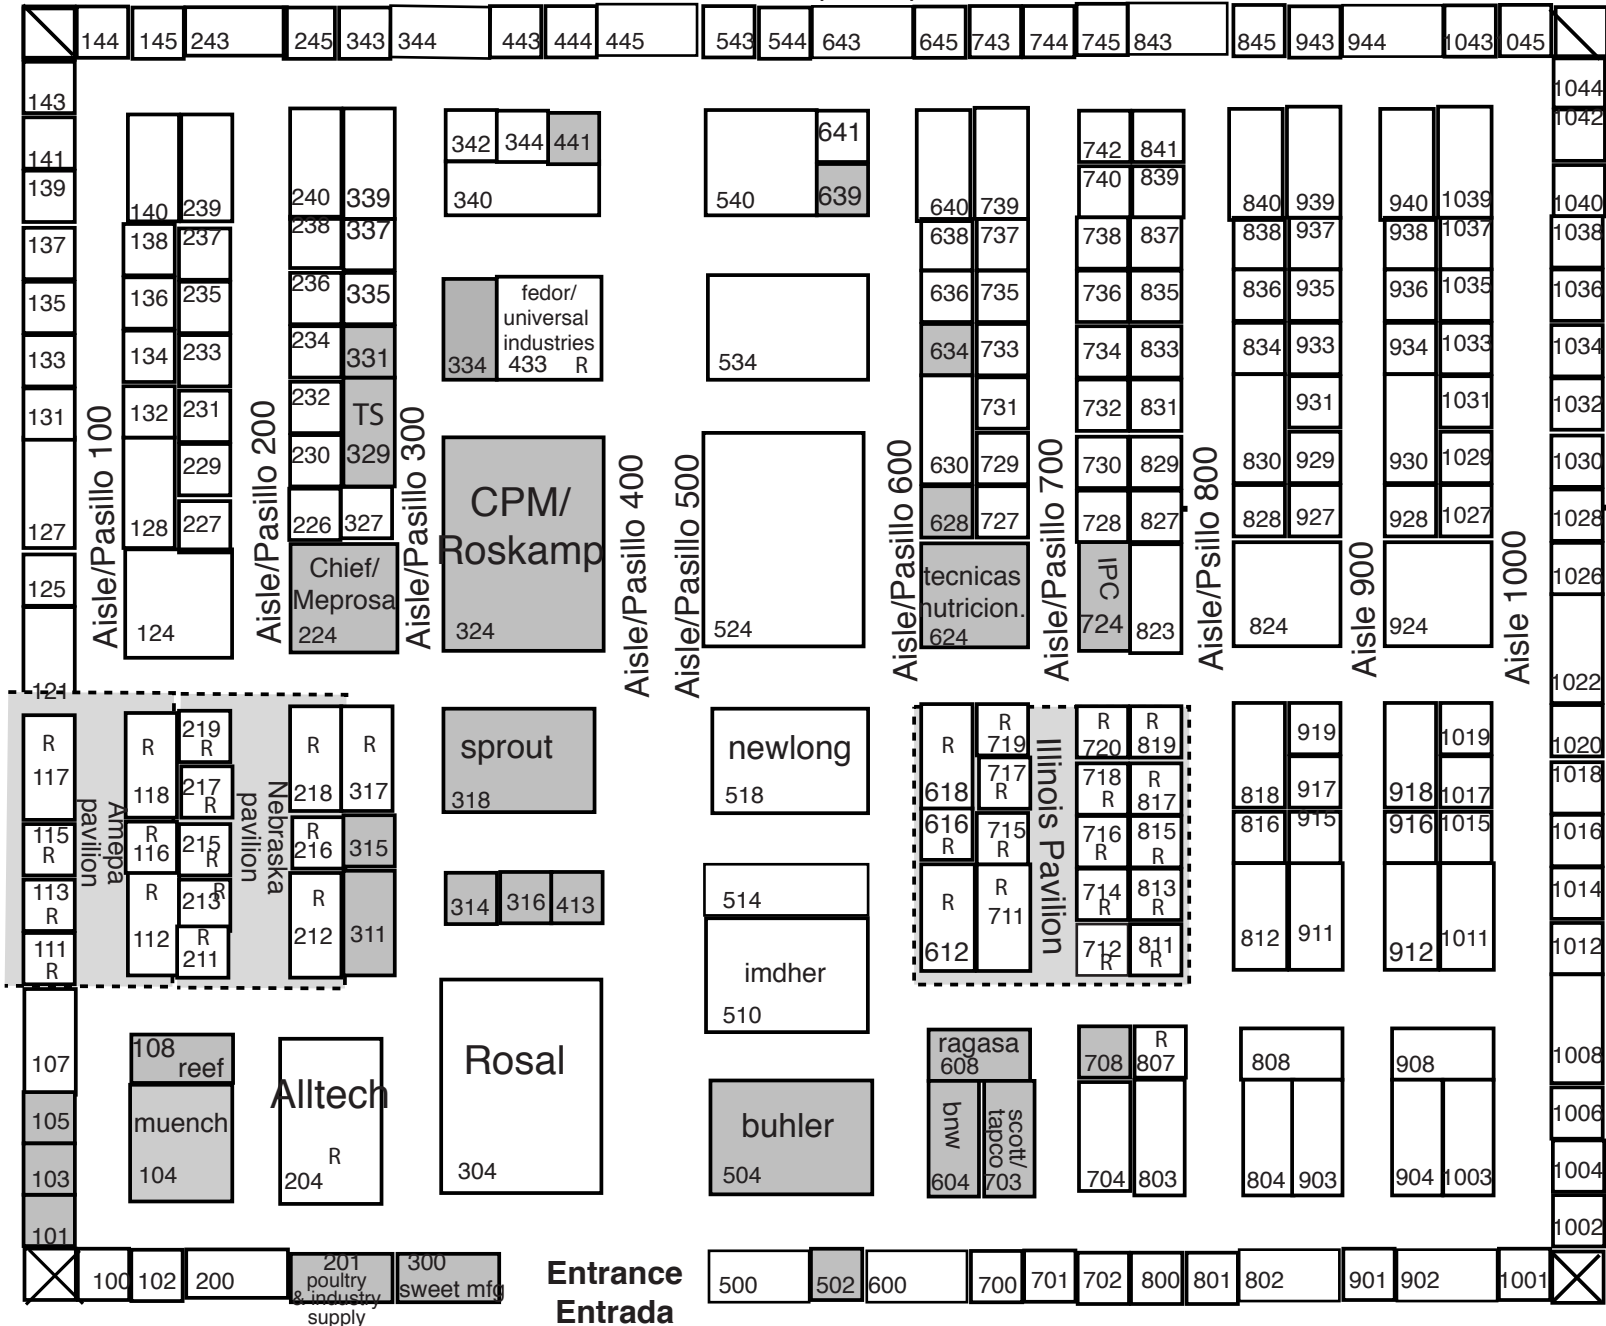 144 145 243 245 343 344 443 444 445 543 544 643 645 743 744 745 843 845 943 944 1043 045
143 1044
1042
342 344 441 641 742 841
141
139 740 839
140 239 240 339 340 540 639 640 739 840 939 940 1039 1040
137 138 237 238 337 638 737 738 837 838 937 938 1037 1038
135 136 235 236 335 636 735 736 835 836 935 936 1035 1036
fedor/
universal
industries
334 433 R
534
133 134 233 234 331 634 733 734 833 834 933 934 1033 1034
131 132 231 232 TS 731 732 831 931 1031 1032
229 230 329 630 729 730 829 830 929 930 1029 1030
127 128 227 226 327 628 727 728 827 828 927 928 1027 1028
Aisle/Pasillo 100
Aisle/Pasillo 200
Aisle/Pasillo 300
Aisle/Pasillo 400
Aisle/Pasillo 500
Aisle/Pasillo 600
Aisle/Pasillo 700
Aisle/Psillo 800
Aisle 900
Aisle 1000
CPM/
Roskamp
324
Chief/
Meprosa
224
tecnicas
nutricion.
624
IPC
724
125 1026
124 524 823 824 924
121 1022
R
117
R
118
219
R
217
R
R
218
R
317
sprout
318
newlong
518
R
618
R
719
717
R
R
720
R
819
718
R
R
817
919 1019 1020
1018
818 917 918 1017
Amepa
pavilion
Nebraska
pavilion
Illinois Pavilion
115
R
R
116
215
R
R
216
315
616
R
715
R
716
R
815
R
816 915 916 1015 1016
113
R
R
112
213
R
R
212
311
314 316 413
514
R
612
R
711
714
R
813
R
1014
111
R
R
211
712
R
811
R
812 911 912 1011 1012
imdher
510
107
108
reef
Alltech
R
204
Rosal
304
ragasa
608
708
R
807
808 908 1008
105
muench
104
buhler
504
bnw
604
scott/
tapco
703
1006
103 704 803 804 903 904 1003 1004
101 1002
100 102 200
201
poultry
& industry
supply
300
sweet mfg
Entrance
Entrada
500 502 600 700 701 702 800 801 802 901 902 1001